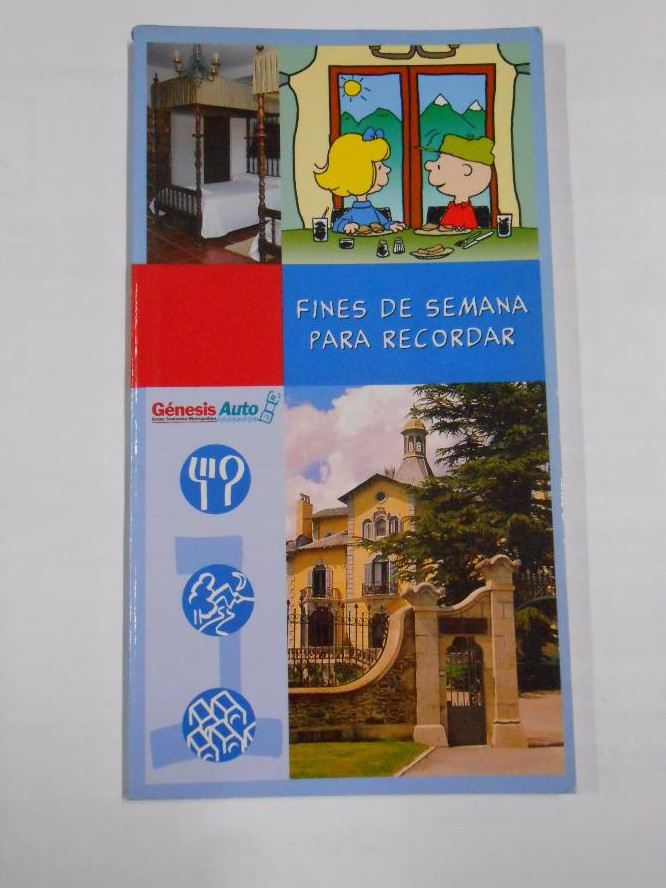 FINES DE SEMANA
PARA RECORDAR
Génesis Auto